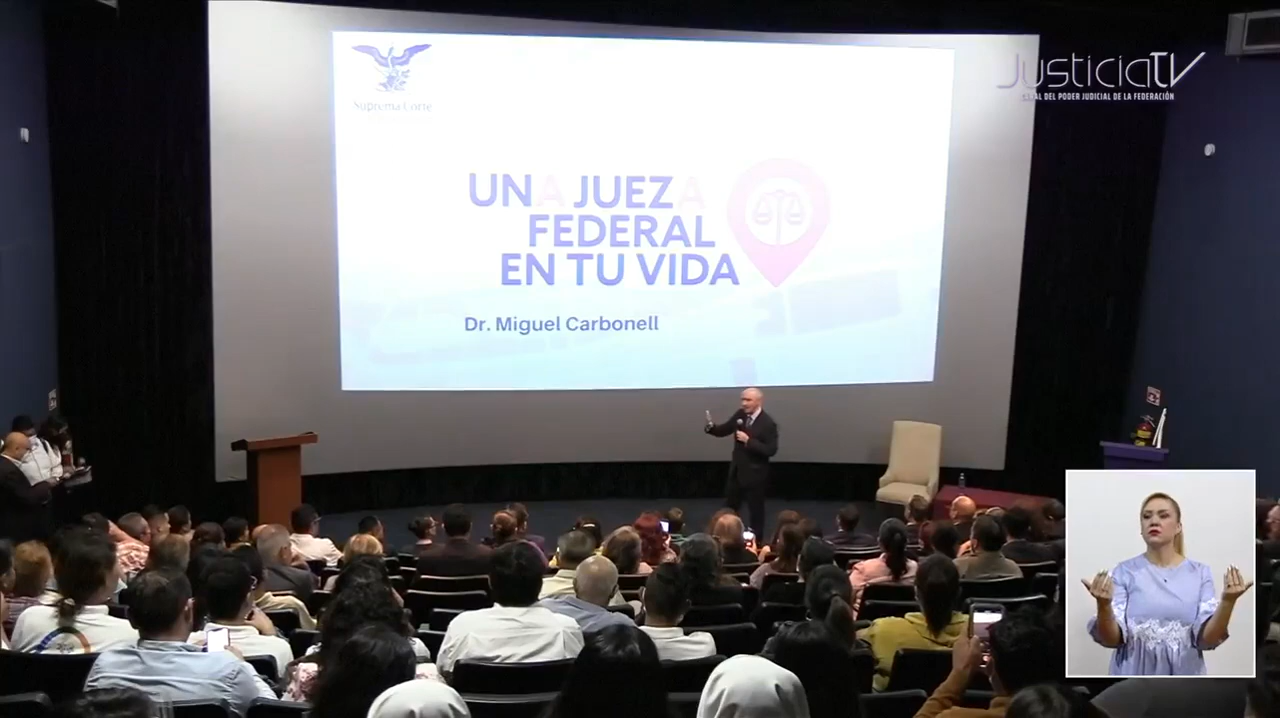 Suprema Corte
JusticiaTV
CANAL DEL PODER JUDICIAL DE LA FEDERACIÓN
UNA JUEZA
FEDERAL
EN TU VIDA
Dr. Miguel Carbonell